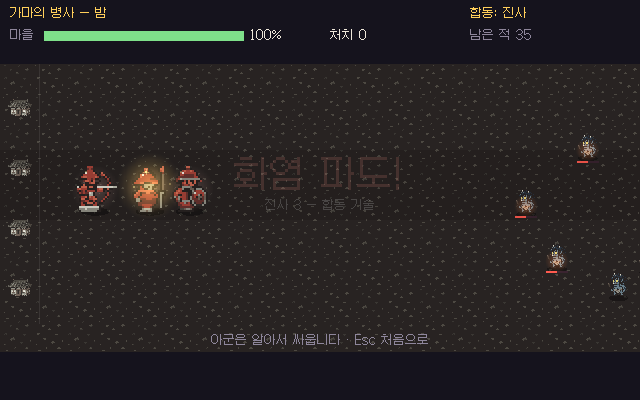 가마의 병사 — 밤
합동: 진사
마을 100% 처치 0 남은 적 35
화염 파도!
진사 & — 합동 기술
아군은 알아서 싸웁니다 · Esc 처음으로